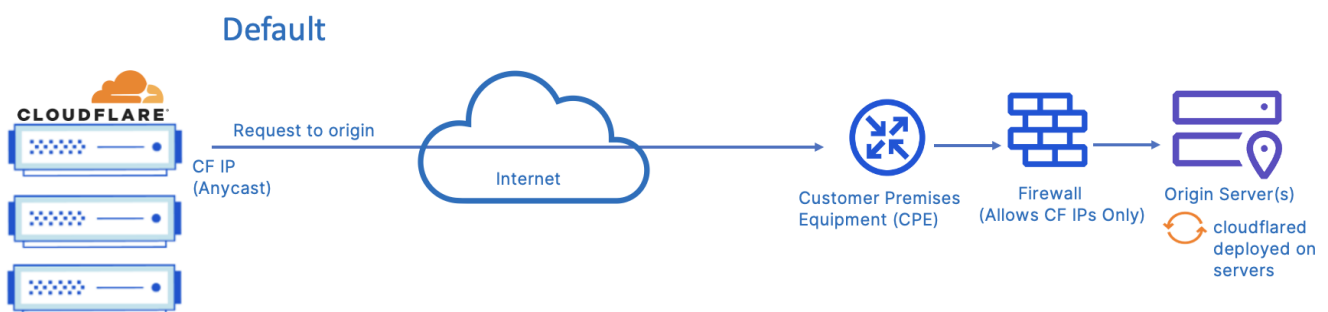 Default
CLOUDFLARE
Request to origin
CF IP
(Anycast)
Internet
Customer Premises
Equipment (CPE)
Firewall
(Allows CF IPs Only)
Origin Server(s)
cloudflared
deployed on
servers